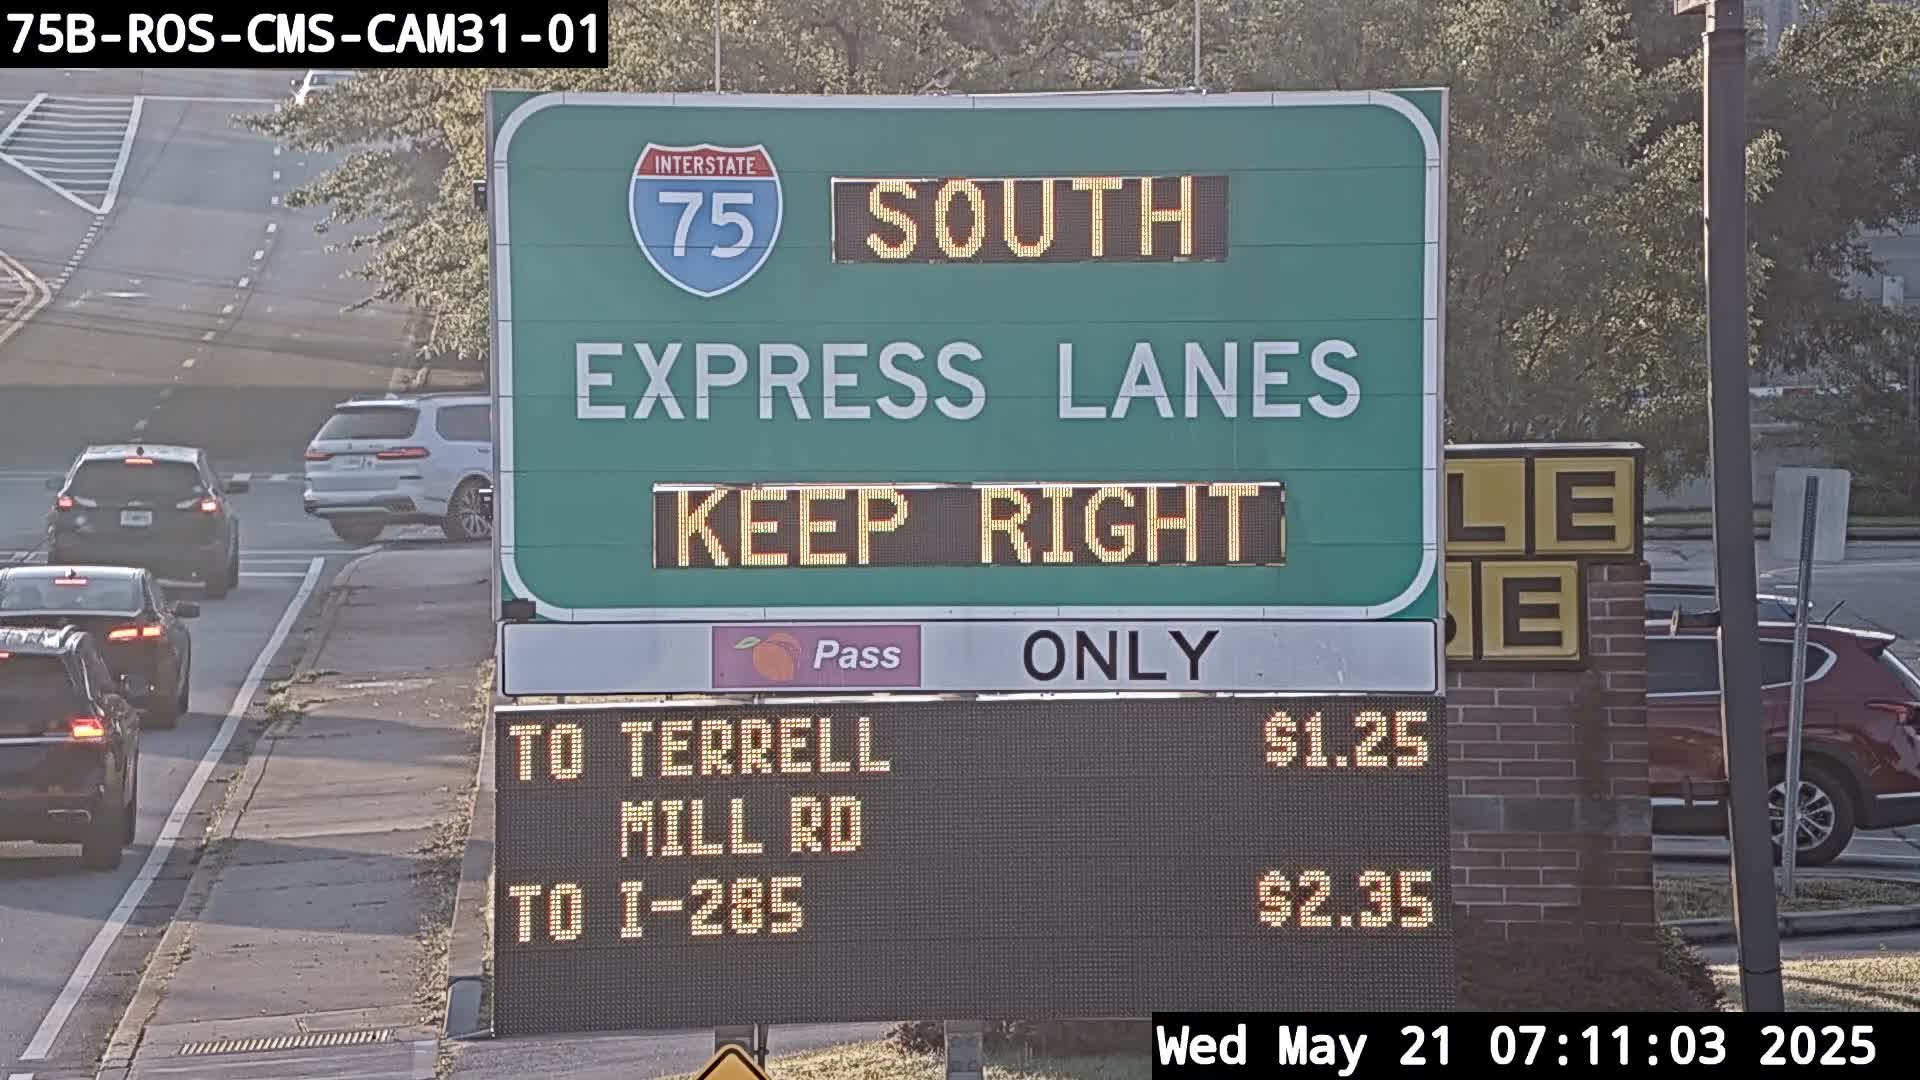 75B-ROS-CMS-CAM31-01
INTERSTATE
75
SOUTH
EXPRESS LANES
KEEP RIGHT
Pass ONLY
TO TERRELL $1.25
MILL RD
TO I-285 $2.35
LE
E
Wed May 21 07:11:03 2025